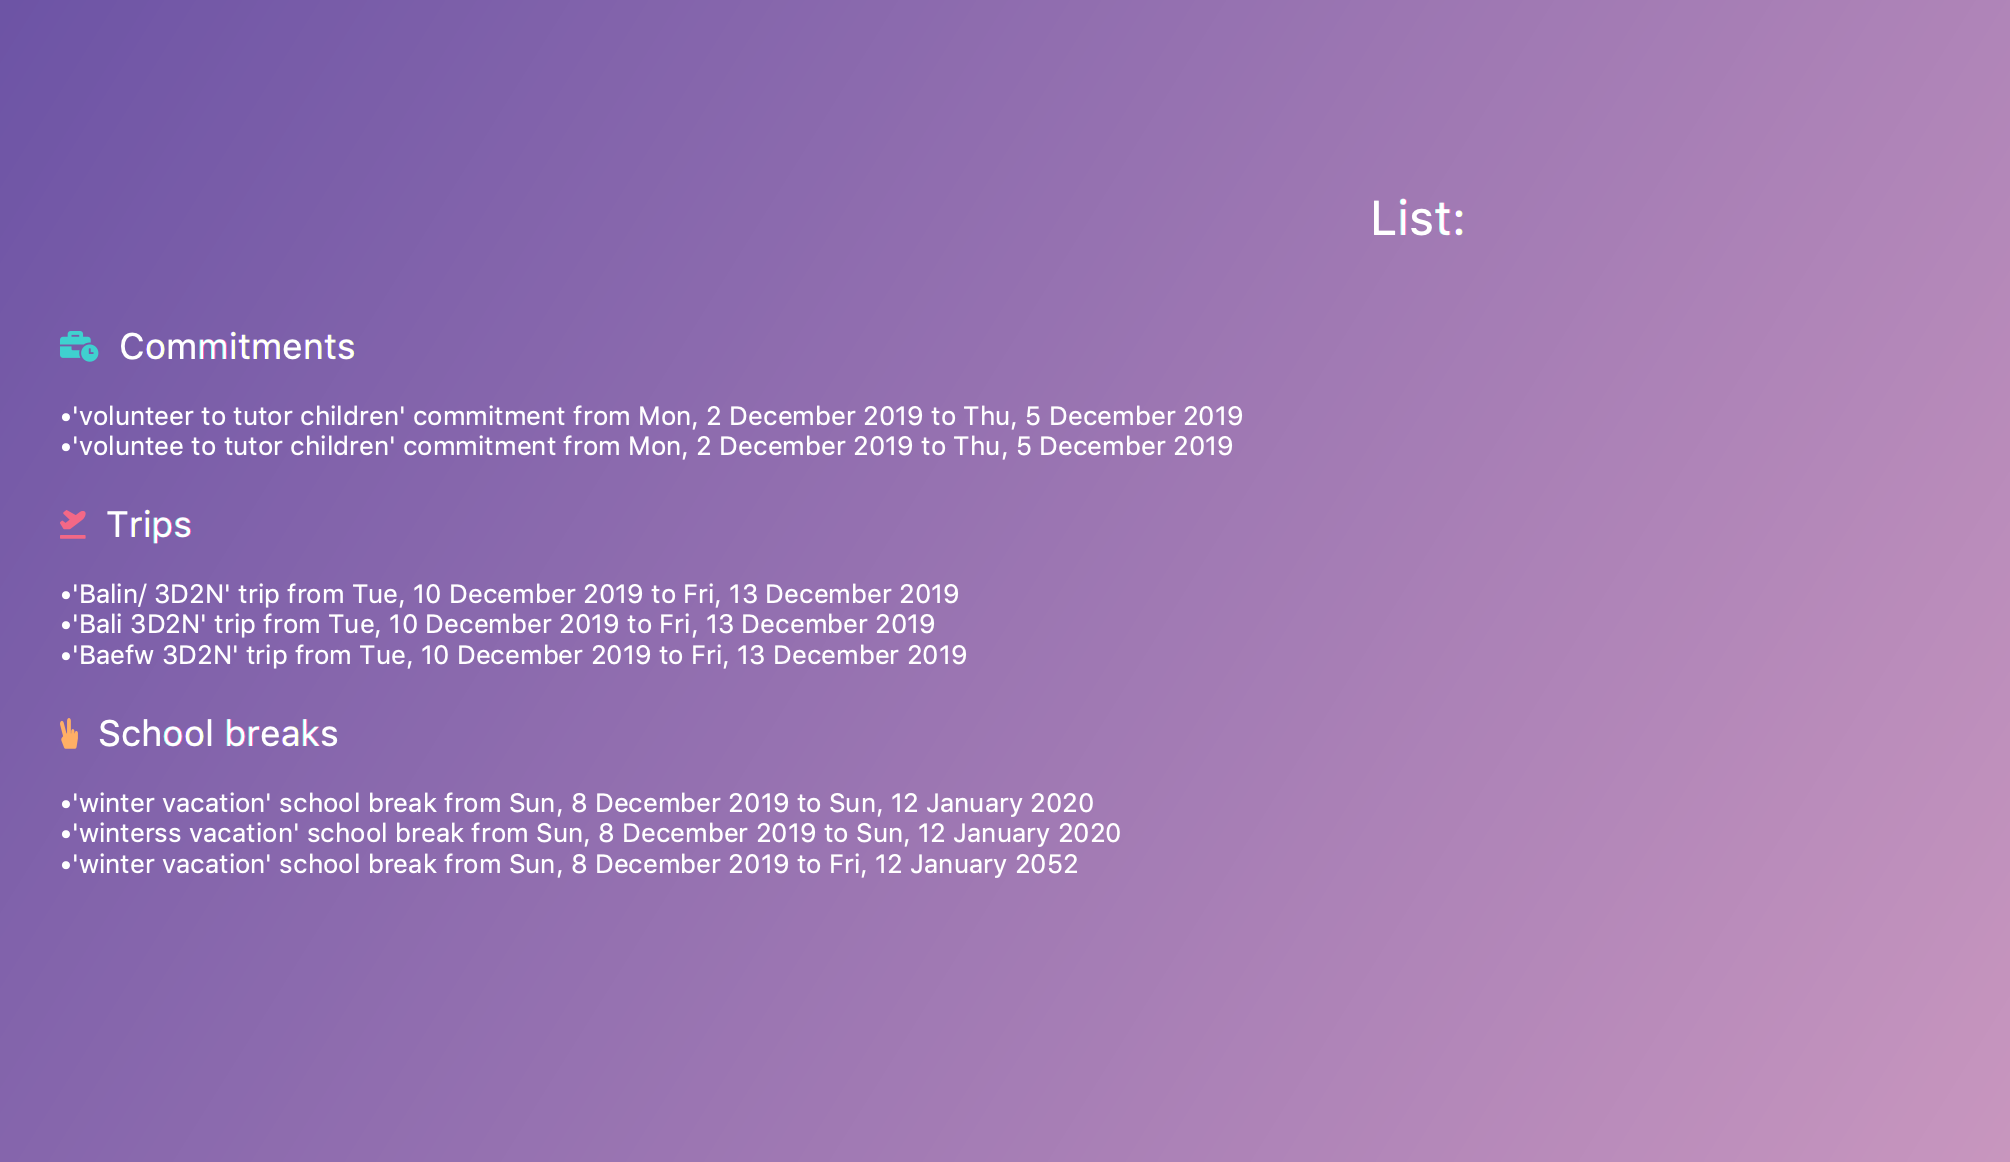 List:
Commitments
•'volunteer to tutor children' commitment from Mon, 2 December 2019 to Thu, 5 December 2019
•'voluntee to tutor children' commitment from Mon, 2 December 2019 to Thu, 5 December 2019
Trips
•'Balin/ 3D2N' trip from Tue, 10 December 2019 to Fri, 13 December 2019
•'Bali 3D2N' trip from Tue, 10 December 2019 to Fri, 13 December 2019
•'Baefw 3D2N' trip from Tue, 10 December 2019 to Fri, 13 December 2019
School breaks
•'winter vacation' school break from Sun, 8 December 2019 to Sun, 12 January 2020
•'winterss vacation' school break from Sun, 8 December 2019 to Sun, 12 January 2020
•'winter vacation' school break from Sun, 8 December 2019 to Fri, 12 January 2052